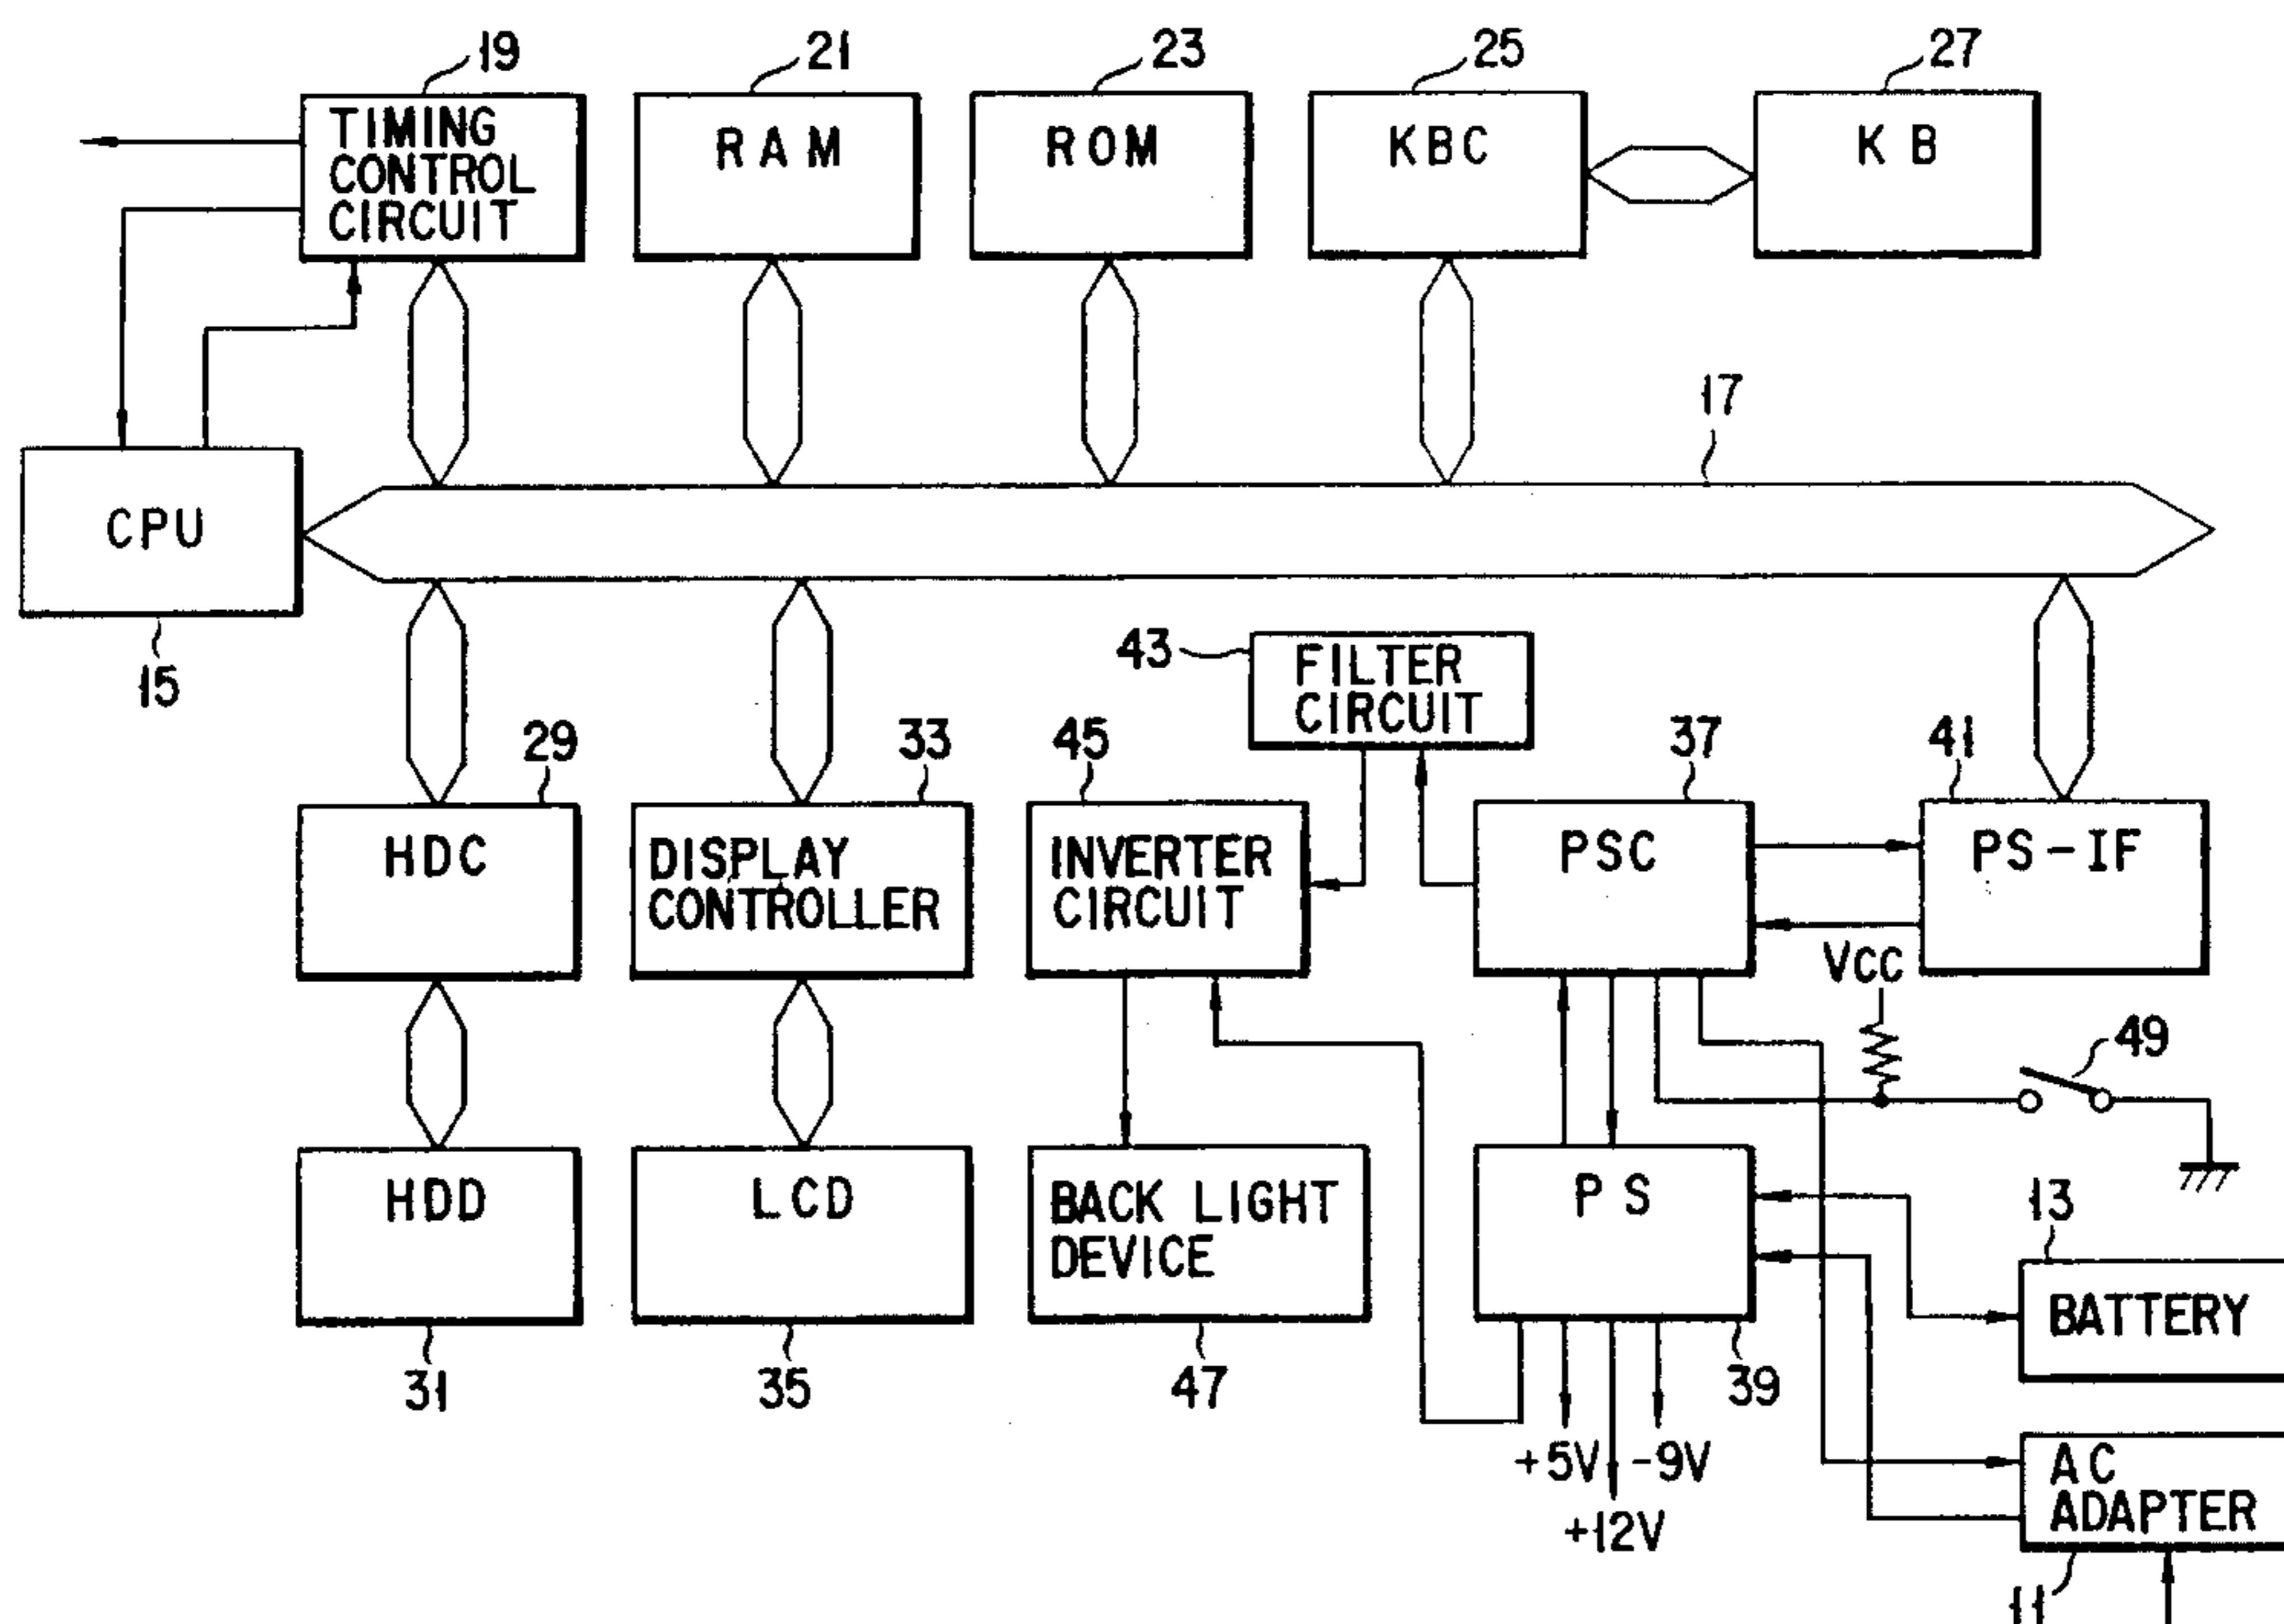 19
21
23
25
27
TIMING
CONTROL
CIRCUIT
RAM
ROM
KBC
KB
17
CPU
15
43
FILTER
CIRCUIT
29
33
45
37
41
HDC
DISPLAY
CONTROLLER
INVERTER
CIRCUIT
PSC
PS-IF
VCC
49
HDD
LCD
BACK LIGHT
DEVICE
PS
13
BATTERY
31
35
47
39
+5V
-9V
+12V
AC
ADAPTER
11